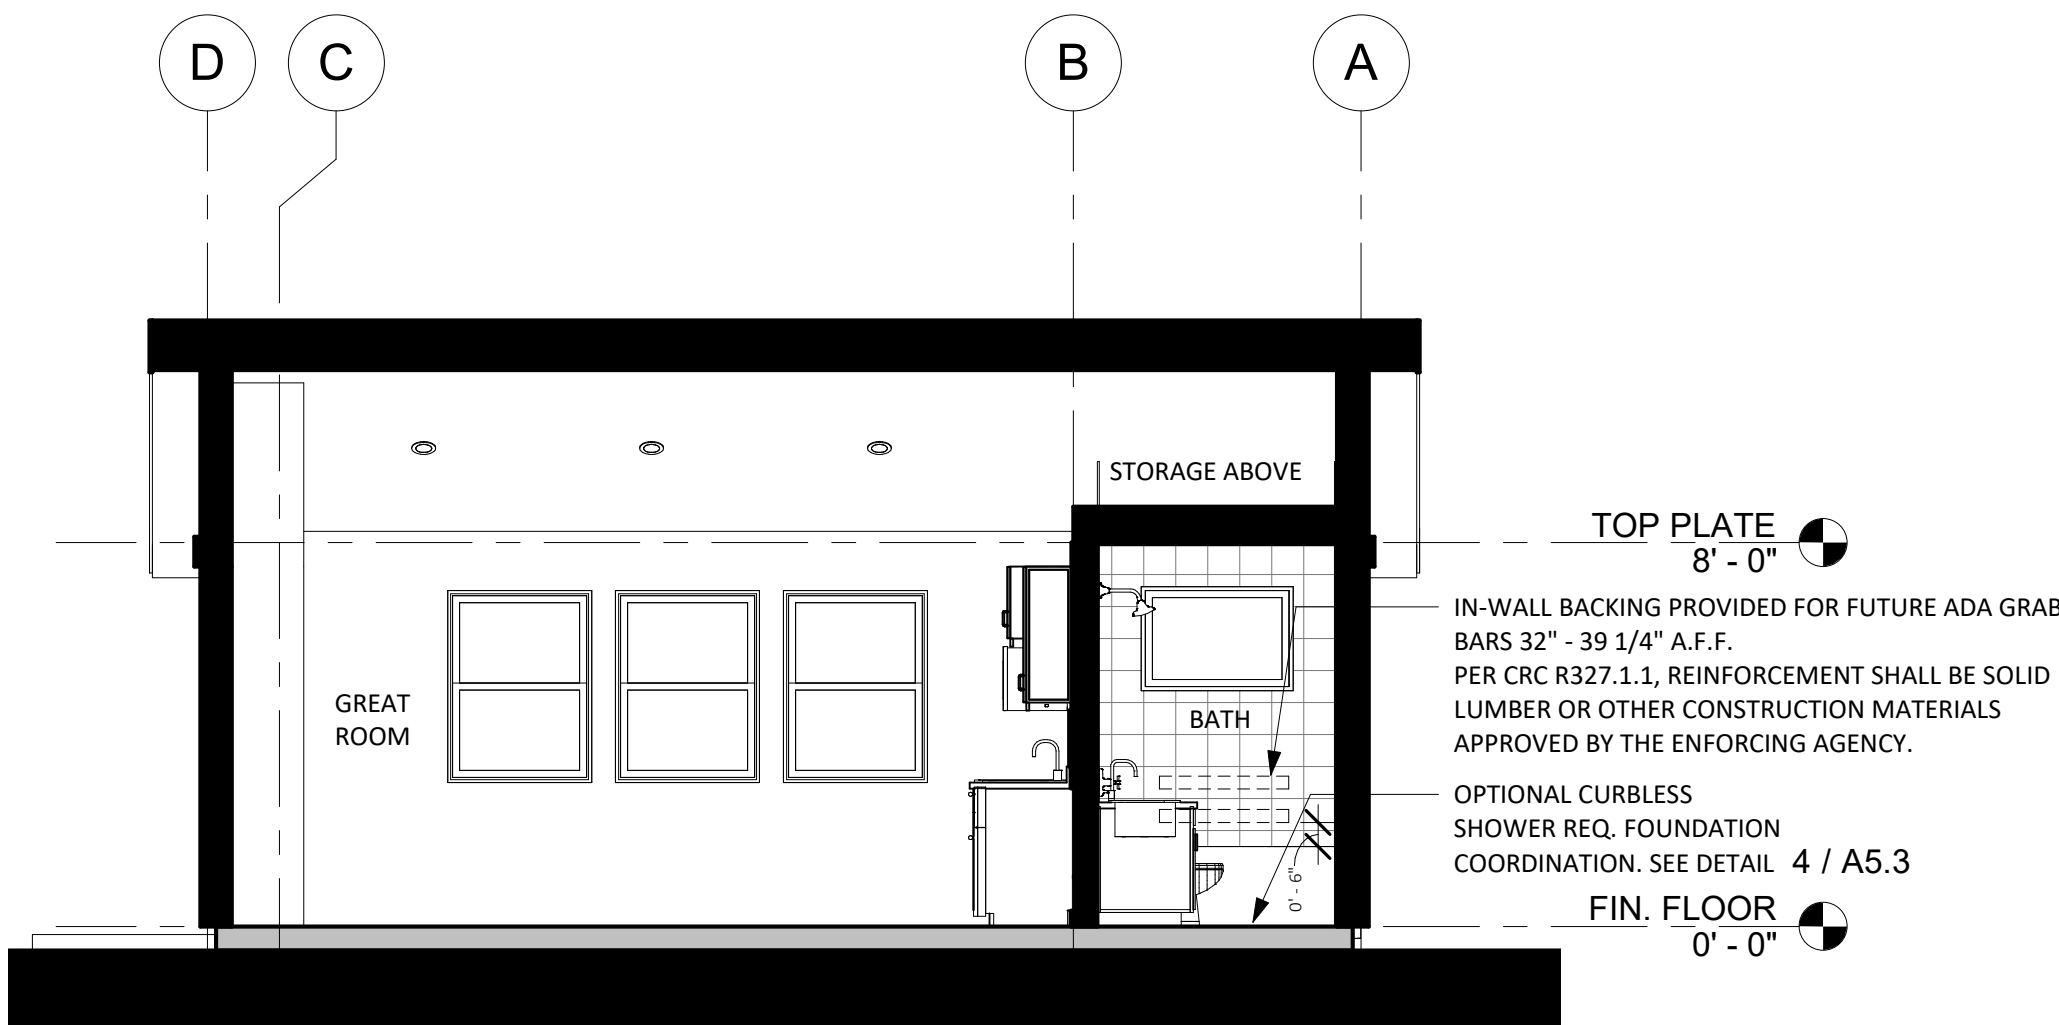 D
C
B
A
STORAGE ABOVE
TOP PLATE
8' - 0"
IN-WALL BACKING PROVIDED FOR FUTURE ADA GRAB
BARS 32" - 39 1/4" A.F.F.
PER CRC R327.1.1, REINFORCEMENT SHALL BE SOLID
LUMBER OR OTHER CONSTRUCTION MATERIALS
APPROVED BY THE ENFORCING AGENCY.
GREAT
ROOM
BATH
OPTIONAL CURBLESS
SHOWER REQ. FOUNDATION
COORDINATION. SEE DETAIL 4 / A5.3
0' - 6"
FIN. FLOOR
0' - 0"